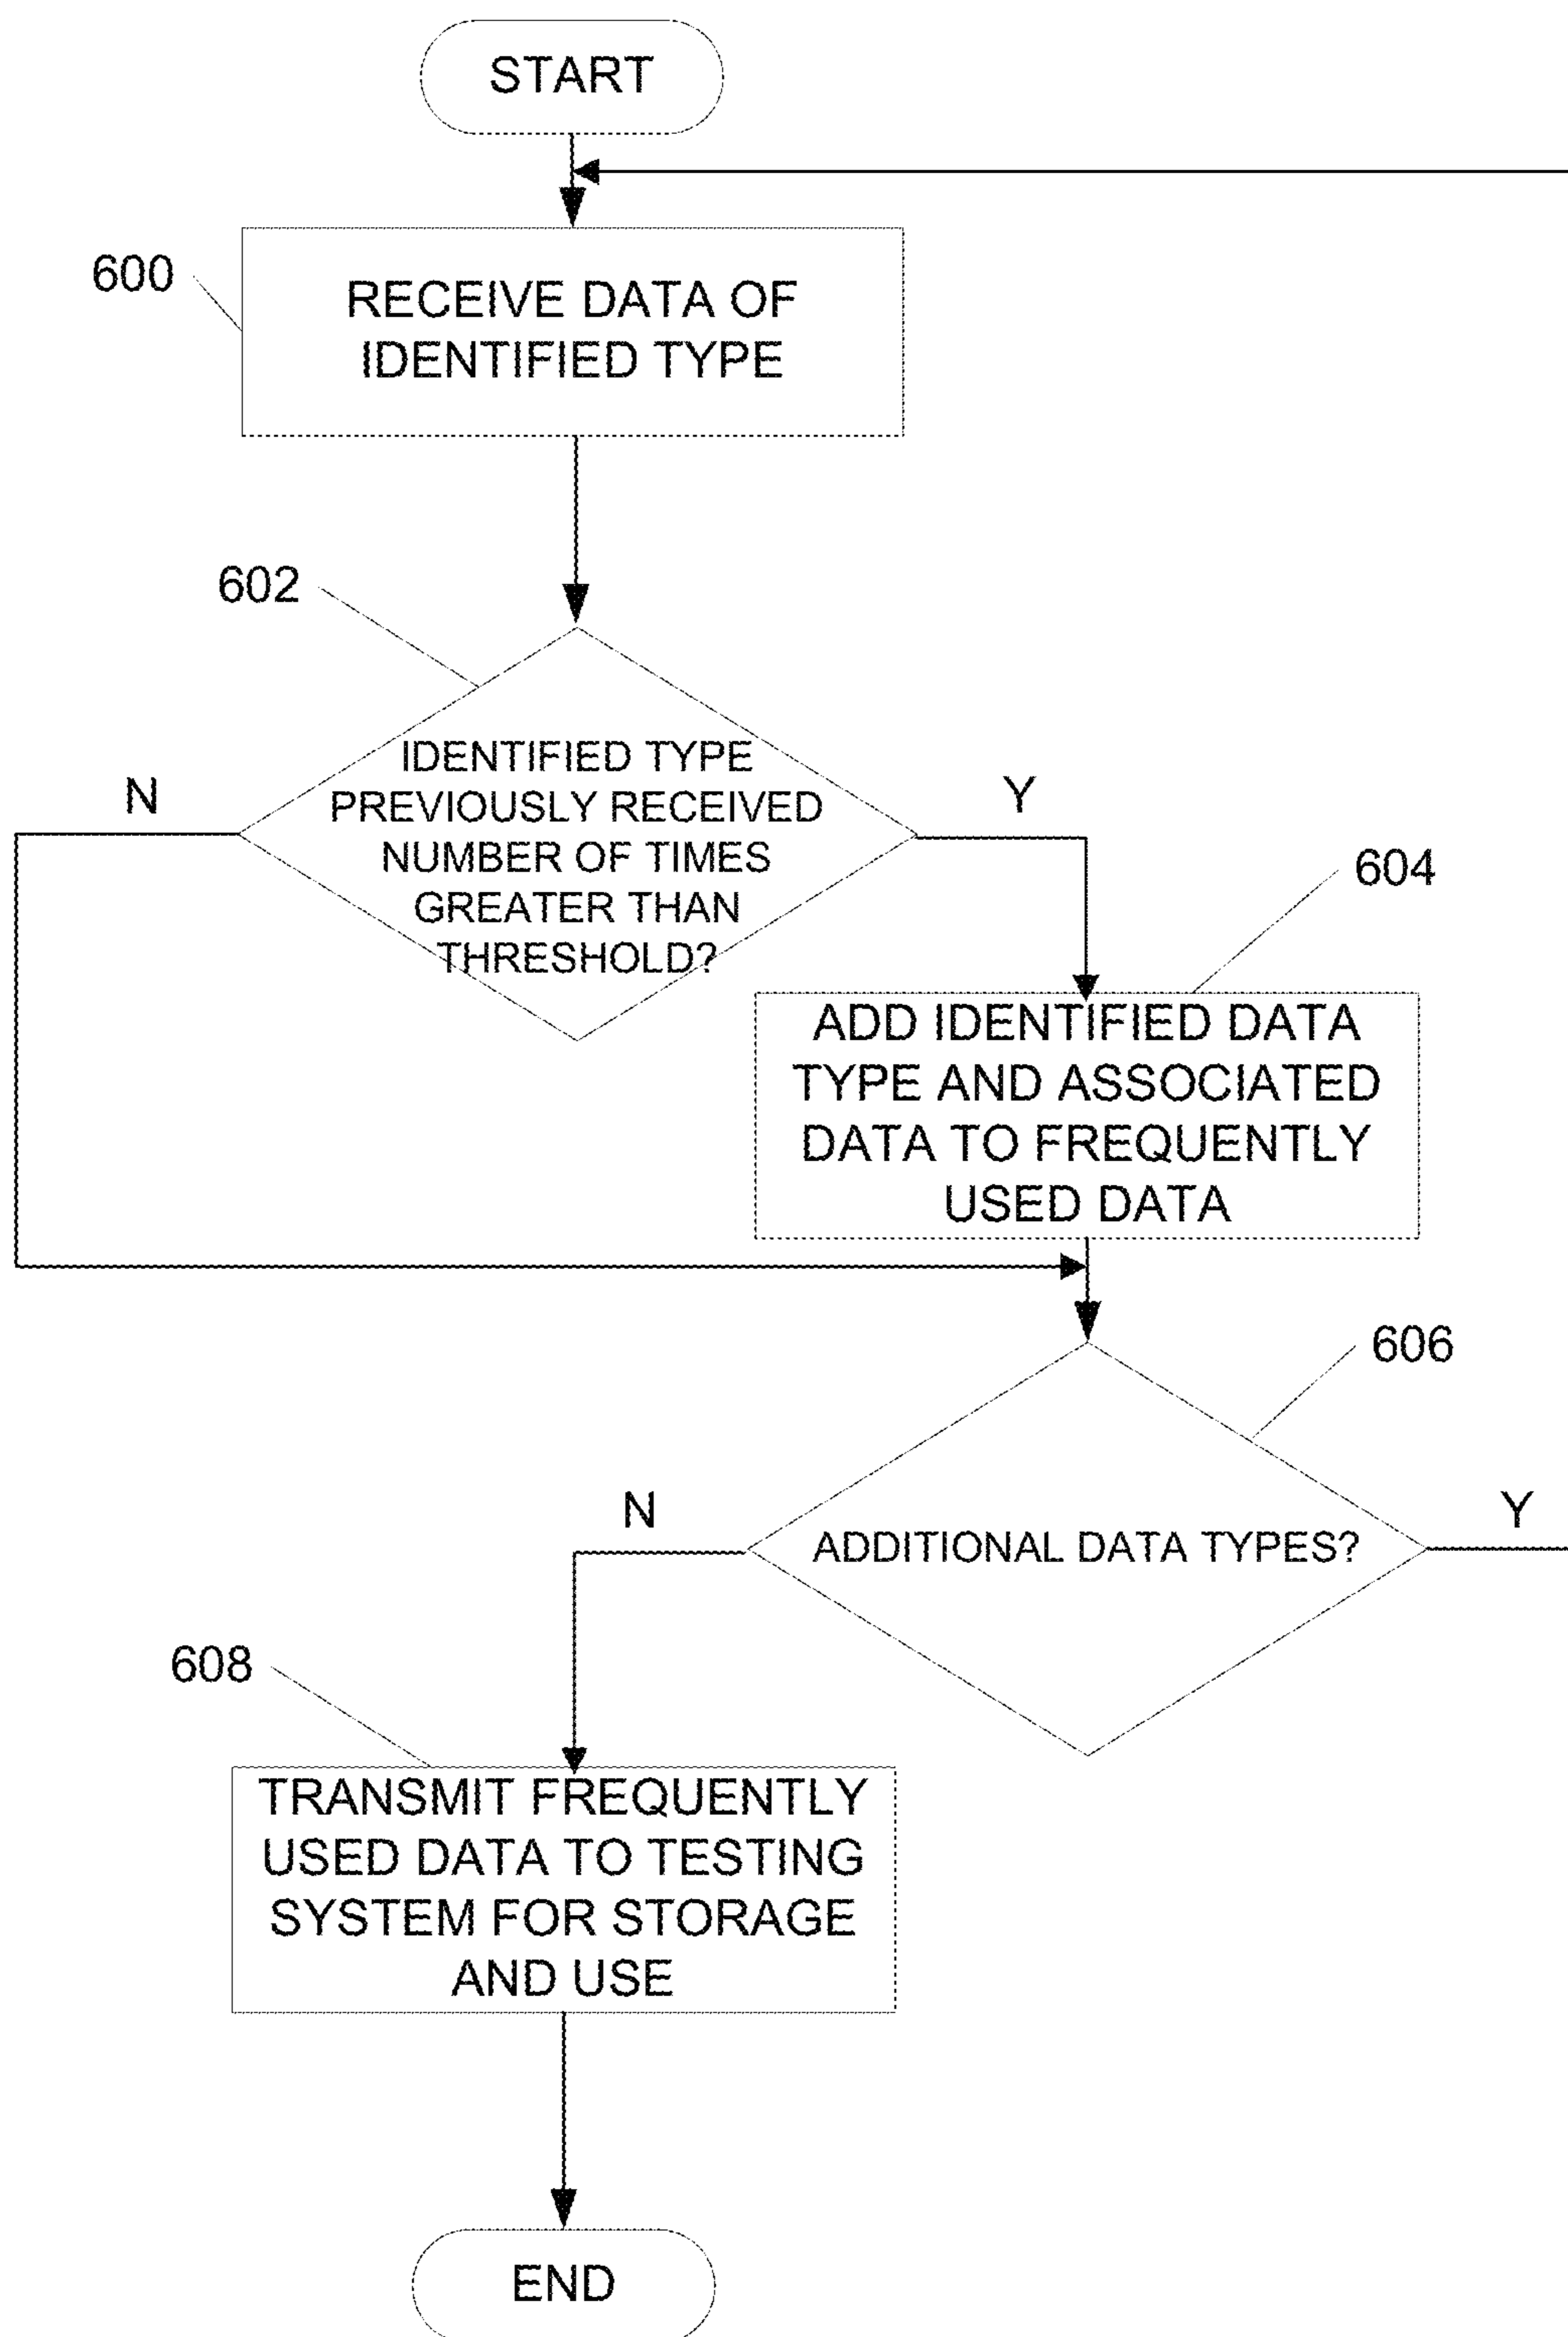 START
600
RECEIVE DATA OF
IDENTIFIED TYPE
602
IDENTIFIED TYPE
PREVIOUSLY RECEIVED
NUMBER OF TIMES
GREATER THAN
THRESHOLD?
N
Y
604
ADD IDENTIFIED DATA
TYPE AND ASSOCIATED
DATA TO FREQUENTLY
USED DATA
606
ADDITIONAL DATA TYPES?
N
Y
608
TRANSMIT FREQUENTLY
USED DATA TO TESTING
SYSTEM FOR STORAGE
AND USE
END